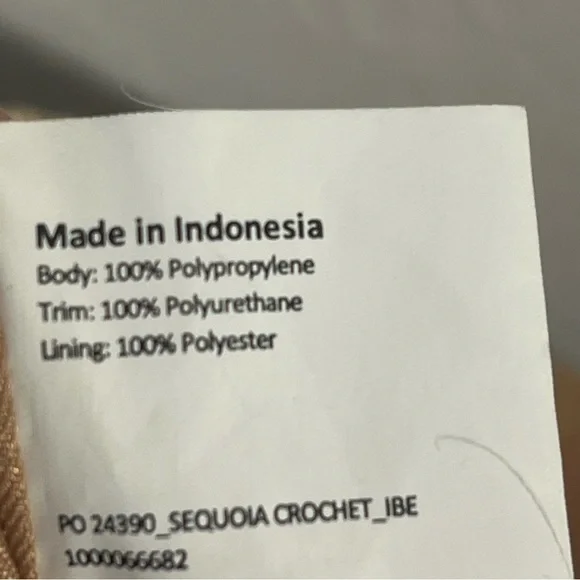 Made in Indonesia
Body: 100% Polypropylene
Trim: 100% Polyurethane
Lining: 100% Polyester
PO 24390_SEQUOIA CROCHET_IBE
1000066682